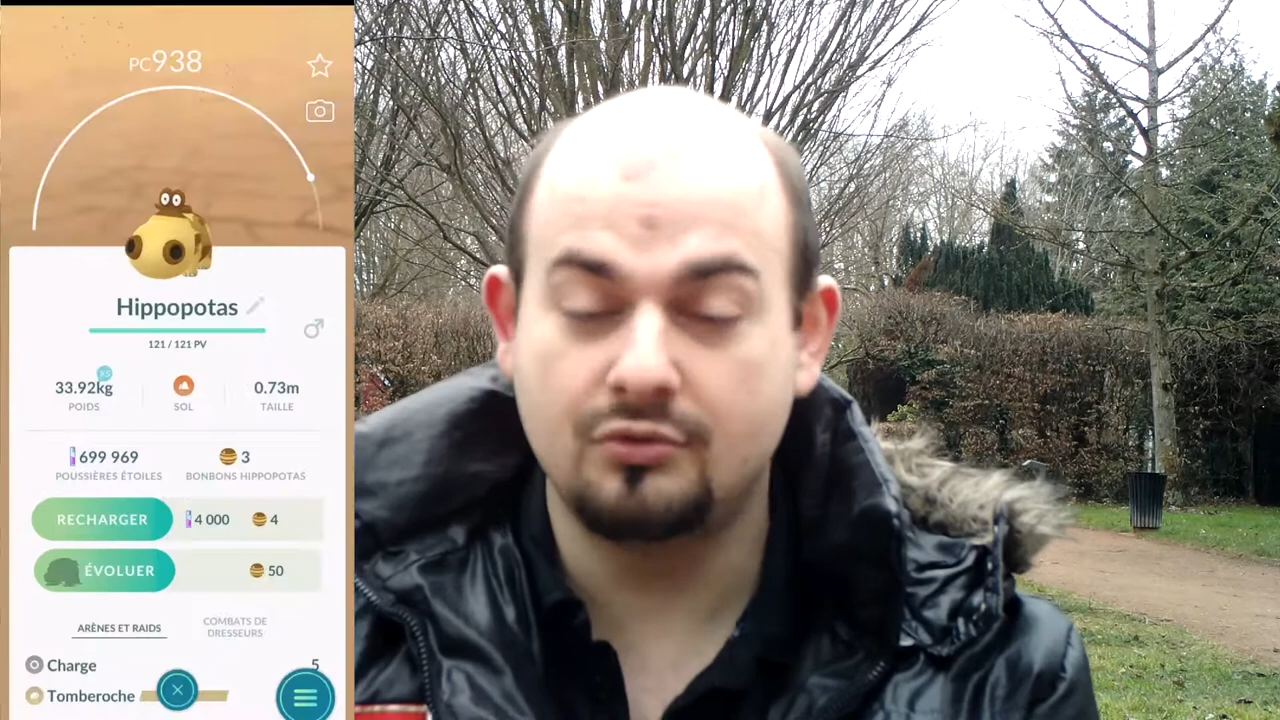 PC938
Hippopotas
121 / 121 PV
XS
33.92kg
0.73m
POIDS
SOL
TAILLE
699 969
3
POUSSIÈRES ÉTOILES
BONBONS HIPPOPOTAS
RECHARGER
4 000
4
ÉVOLUER
50
ARÈNES ET RAIDS
COMBATS DE
DRESSEURS
Charge
5
Tomberoche